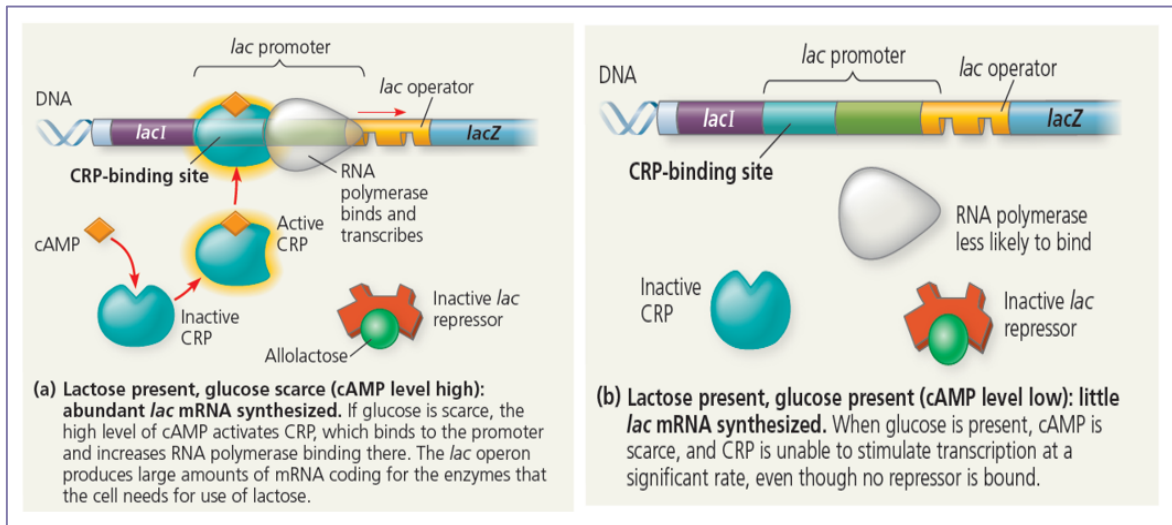 lac promoter
lac operator
DNA
lacI
lacZ
CRP-binding site
RNA
polymerase
binds and
transcribes
Active
CRP
cAMP
Inactive
CRP
Inactive lac
repressor
Allolactose
(a) Lactose present, glucose scarce (cAMP level high):
abundant lac mRNA synthesized. If glucose is scarce, the
high level of cAMP activates CRP, which binds to the promoter
and increases RNA polymerase binding there. The lac operon
produces large amounts of mRNA coding for the enzymes that
the cell needs for use of lactose.
lac promoter
lac operator
DNA
lacI
lacZ
CRP-binding site
RNA polymerase
less likely to bind
Inactive
CRP
Inactive lac
repressor
(b) Lactose present, glucose present (cAMP level low): little
lac mRNA synthesized. When glucose is present, cAMP is
scarce, and CRP is unable to stimulate transcription at a
significant rate, even though no repressor is bound.